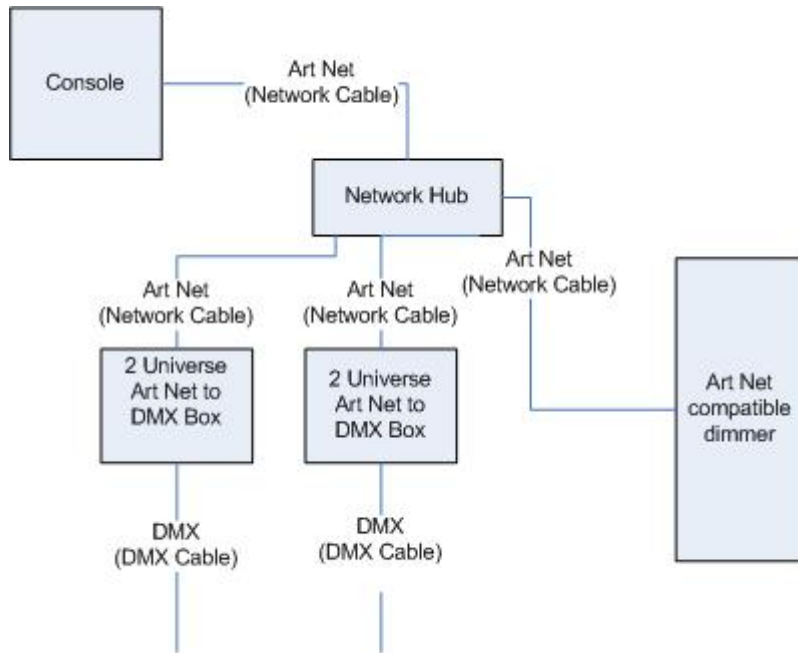 Console
Art Net
(Network Cable)
Network Hub
Art Net
(Network Cable)
Art Net
(Network Cable)
Art Net
(Network Cable)
2 Universe
Art Net to
DMX Box
2 Universe
Art Net to
DMX Box
Art Net
compatible
dimmer
DMX
(DMX Cable)
DMX
(DMX Cable)